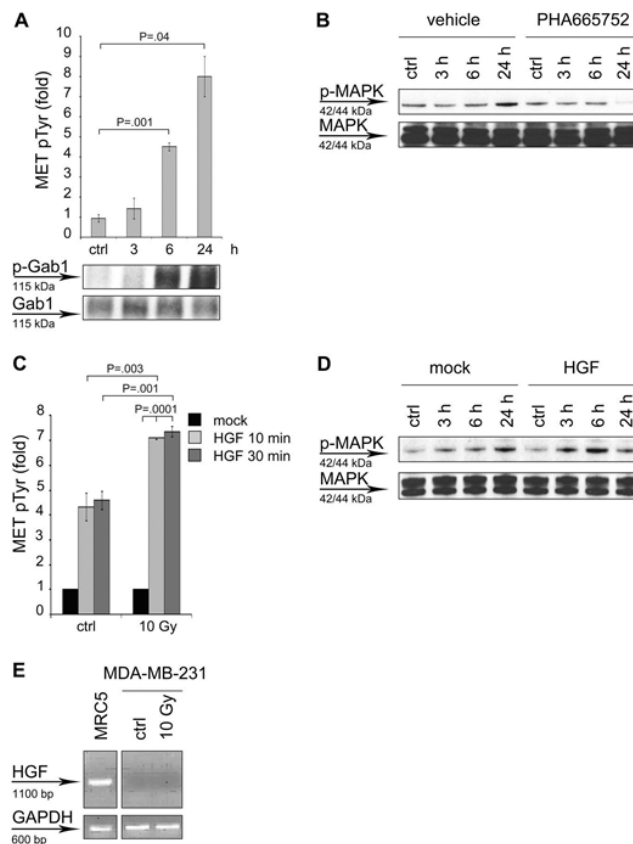 A
P=.04
P=.001
MET pTyr (fold)
10
9
8
7
6
5
4
3
2
1
0
ctrl 3 6 24 h
p-Gab1
115 kDa
Gab1
115 kDa
B
vehicle PHA665752
ctrl 3 h 6 h 24 h ctrl 3 h 6 h 24 h
p-MAPK
42/44 kDa
MAPK
42/44 kDa
C
P=.003
P=.001
P=.0001
mock
HGF 10 min
HGF 30 min
MET pTyr (fold)
8
7
6
5
4
3
2
1
0
ctrl 10 Gy
D
mock HGF
ctrl 3 h 6 h 24 h ctrl 3 h 6 h 24 h
p-MAPK
42/44 kDa
MAPK
42/44 kDa
E
MDA-MB-231
MRC5 ctrl 10 Gy
HGF
1100 bp
GAPDH
600 bp